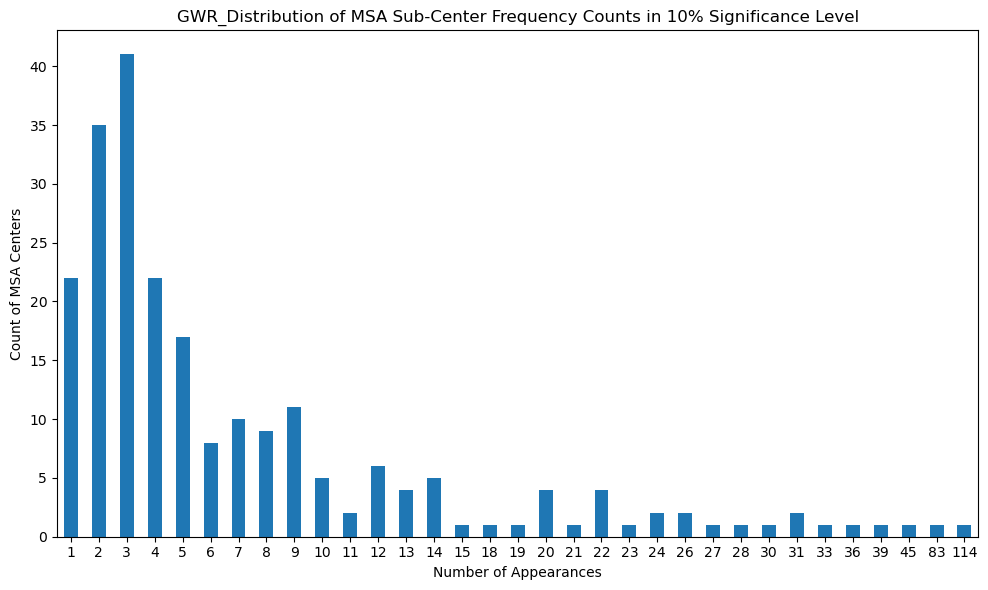 GWR_Distribution of MSA Sub-Center Frequency Counts in 10% Significance Level
Count of MSA Centers
40
35
30
25
20
15
10
5
0
1 2 3 4 5 6 7 8 9 10 11 12 13 14 15 18 19 20 21 22 23 24 26 27 28 30 31 33 36 39 45 83 114
Number of Appearances